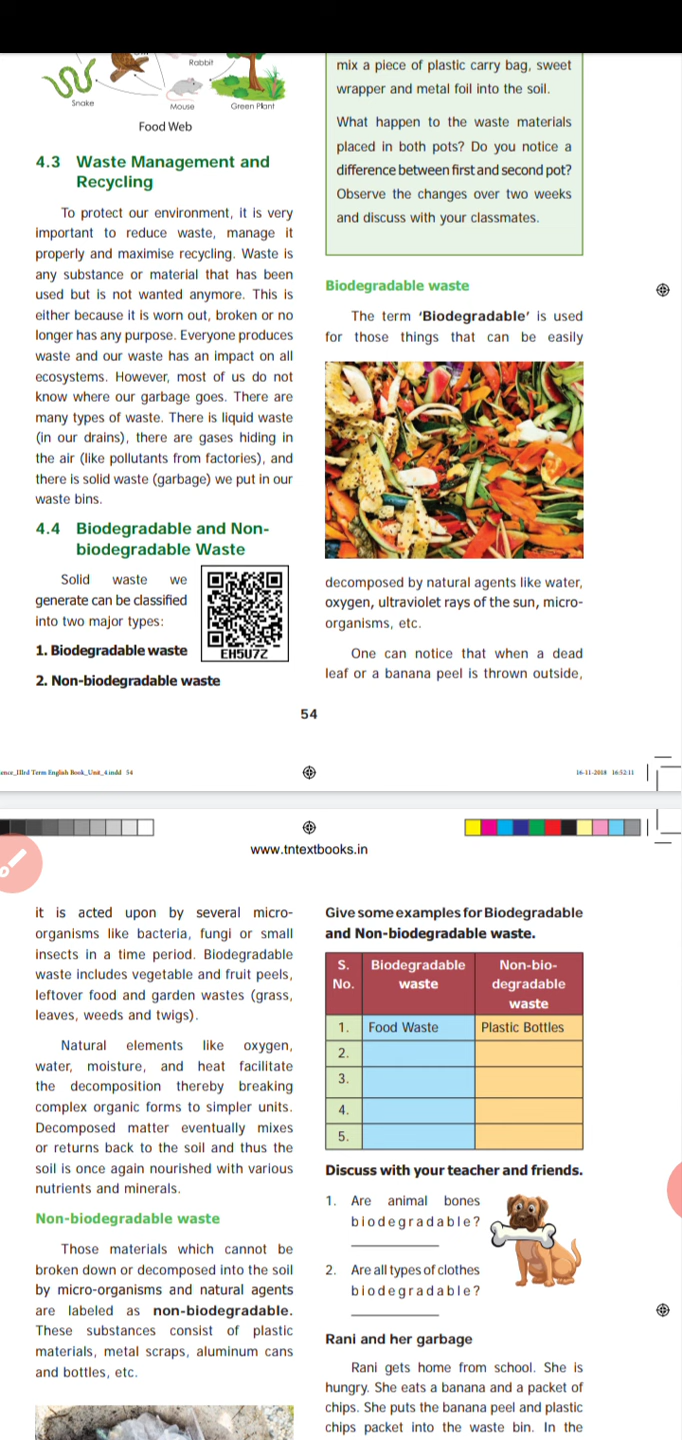 Rabbit
Snake
Mouse
Green Plant
Food Web
4.3 Waste Management and
Recycling
To protect our environment, it is very
important to reduce waste, manage it
properly and maximise recycling. Waste is
any substance or material that has been
used but is not wanted anymore. This is
either because it is worn out, broken or no
longer has any purpose. Everyone produces
waste and our waste has an impact on all
ecosystems. However, most of us do not
know where our garbage goes. There are
many types of waste. There is liquid waste
(in our drains), there are gases hiding in
the air (like pollutants from factories), and
there is solid waste (garbage) we put in our
waste bins.
4.4 Biodegradable and Non-
biodegradable Waste
Solid waste we
generate can be classified
into two major types:
1. Biodegradable waste
2. Non-biodegradable waste
EH5U7Z
mix a piece of plastic carry bag, sweet
wrapper and metal foil into the soil.
What happen to the waste materials
placed in both pots? Do you notice a
difference between first and second pot?
Observe the changes over two weeks
and discuss with your classmates.
Biodegradable waste
The term ‘Biodegradable’ is used
for those things that can be easily
decomposed by natural agents like water,
oxygen, ultraviolet rays of the sun, micro-
organisms, etc.
One can notice that when a dead
leaf or a banana peel is thrown outside,
54
ence_IIIrd Term English Book_Unit_4.indd 54
16-11-2018 16:52:11
www.tntextbooks.in
it is acted upon by several micro-
organisms like bacteria, fungi or small
insects in a time period. Biodegradable
waste includes vegetable and fruit peels,
leftover food and garden wastes (grass,
leaves, weeds and twigs).
Natural elements like oxygen,
water, moisture, and heat facilitate
the decomposition thereby breaking
complex organic forms to simpler units.
Decomposed matter eventually mixes
or returns back to the soil and thus the
soil is once again nourished with various
nutrients and minerals.
Non-biodegradable waste
Those materials which cannot be
broken down or decomposed into the soil
by micro-organisms and natural agents
are labeled as non-biodegradable.
These substances consist of plastic
materials, metal scraps, aluminum cans
and bottles, etc.
Give some examples for Biodegradable
and Non-biodegradable waste.
S. No. Biodegradable waste Non-bio-degradable waste
1. Food Waste Plastic Bottles
2.
3.
4.
5.
Discuss with your teacher and friends.
1. Are animal bones
biodegradable?
2. Are all types of clothes
biodegradable?
Rani and her garbage
Rani gets home from school. She is
hungry. She eats a banana and a packet of
chips. She puts the banana peel and plastic
chips packet into the waste bin. In the